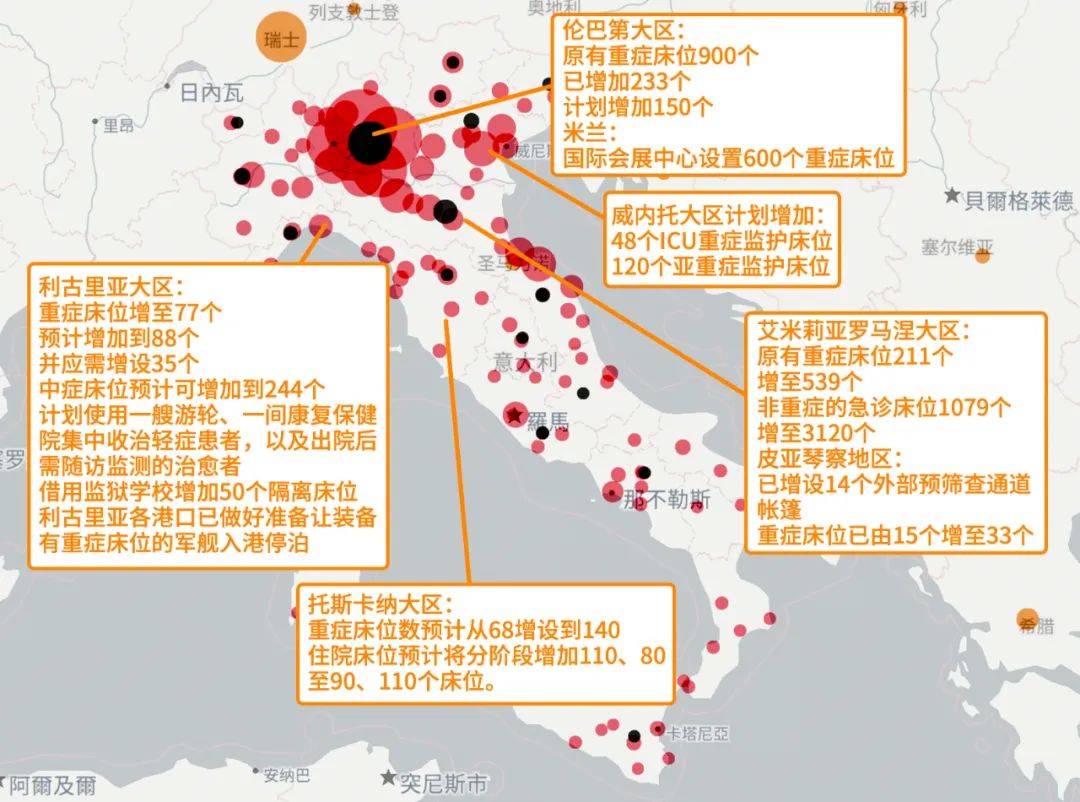 列支敦士登
奥地利
匈牙利
瑞士
伦巴第大区：
原有重症床位900个
已增加233个
计划增加150个
米兰：
国际会展中心设置600个重症床位
日內瓦
里昂
威尼斯
貝爾格萊德
威内托大区计划增加：
48个ICU重症监护床位
120个亚重症监护床位
塞尔维亚
圣马力诺
利古里亚大区：
重症床位增至77个
预计增加到88个
并应需增设35个
中症床位预计可增加到244个
计划使用一艘游轮、一间康复保健
院集中收治轻症患者，以及出院后
需随访监测的治愈者
借用监狱学校增加50个隔离床位
利古里亚各港口已做好准备让装备
有重症床位的军舰入港停泊
艾米莉亚罗马涅大区：
原有重症床位211个
增至539个
非重症的急诊床位1079个
增至3120个
皮亚琴察地区：
已增设14个外部预筛查通道
帐篷
重症床位已由15个增至33个
意大利
羅馬
塞罗
那不勒斯
托斯卡纳大区：
重症床位数预计从68增设到140
住院床位预计将分阶段增加110、80
至90、110个床位。
希腊
卡塔尼亞
阿爾及爾
安纳巴
突尼斯市